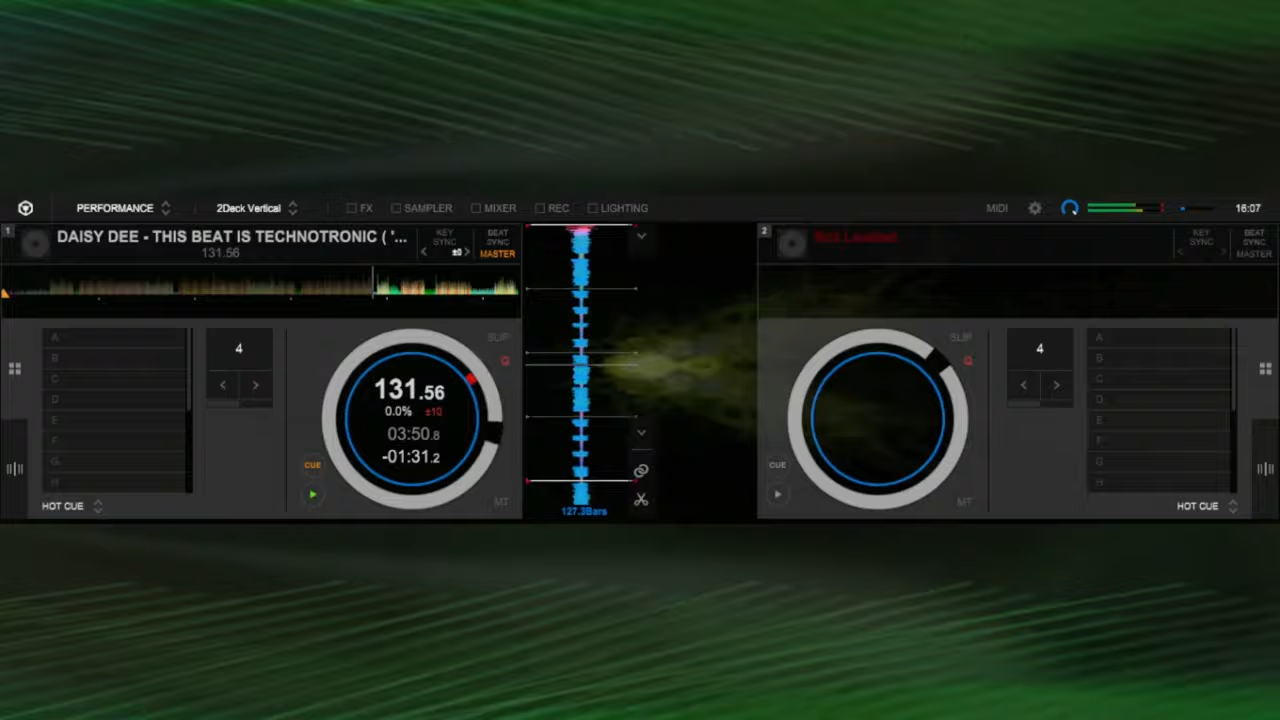 PERFORMANCE 2Deck Vertical FX SAMPLER MIXER REC LIGHTING MIDI 16:07
1 DAISY DEE - THIS BEAT IS TECHNOTRONIC ( '... KEY SYNC BEAT SYNC
131.56 ±0 MASTER
2 Not Loaded. KEY SYNC BEAT SYNC
MASTER
A
B
C
D
E
F
G
H
HOT CUE
4
SLIP
Q
131.56
0.0% ±10
03:50.8
-01:31.2
CUE
MT
127.3Bars
SLIP
Q
CUE
MT
4
A
B
C
D
E
F
G
H
HOT CUE